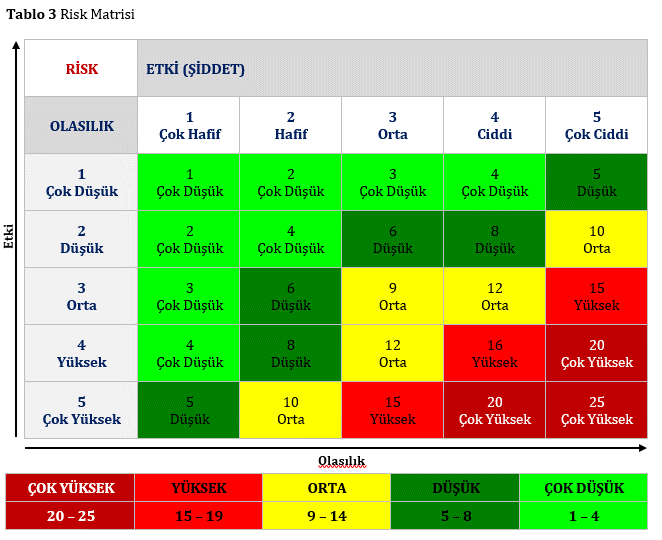 Tablo 3 Risk Matrisi
RİSK
ETKİ (ŞİDDET)
OLASILIK
1
Çok Hafif
2
Hafif
3
Orta
4
Ciddi
5
Çok Ciddi
1
Çok Düşük
1
Çok Düşük
2
Çok Düşük
3
Çok Düşük
4
Çok Düşük
5
Düşük
2
Düşük
2
Çok Düşük
4
Çok Düşük
6
Düşük
8
Düşük
10
Orta
3
Orta
3
Çok Düşük
6
Düşük
9
Orta
12
Orta
15
Yüksek
4
Yüksek
4
Çok Düşük
8
Düşük
12
Orta
16
Yüksek
20
Çok Yüksek
5
Çok Yüksek
5
Düşük
10
Orta
15
Yüksek
20
Çok Yüksek
25
Çok Yüksek
Etki
Olasılık
ÇOK YÜKSEK
YÜKSEK
ORTA
DÜŞÜK
ÇOK DÜŞÜK
20 – 25
15 – 19
9 – 14
5 – 8
1 – 4